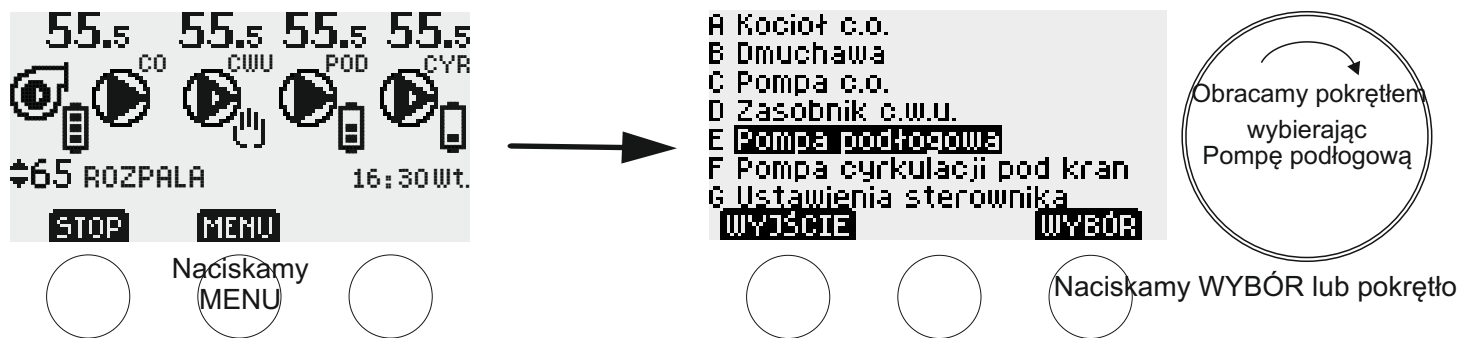 55.5 55.5 55.5 55.5
CO CWU POD CYR
65 ROZPALA 16:30Wt.
STOP MENU
Naciskamy
MENU
A Kocioł c.o.
B Dmuchawa
C Pompa c.o.
D Zasobnik c.w.u.
E Pompa podłogowa
F Pompa cyrkulacji pod kran
G Ustawienia sterownika
WYJŚCIE WYBÓR
Obracamy pokrętłem
wybierając
Pompę podłogową
Naciskamy WYBÓR lub pokrętło